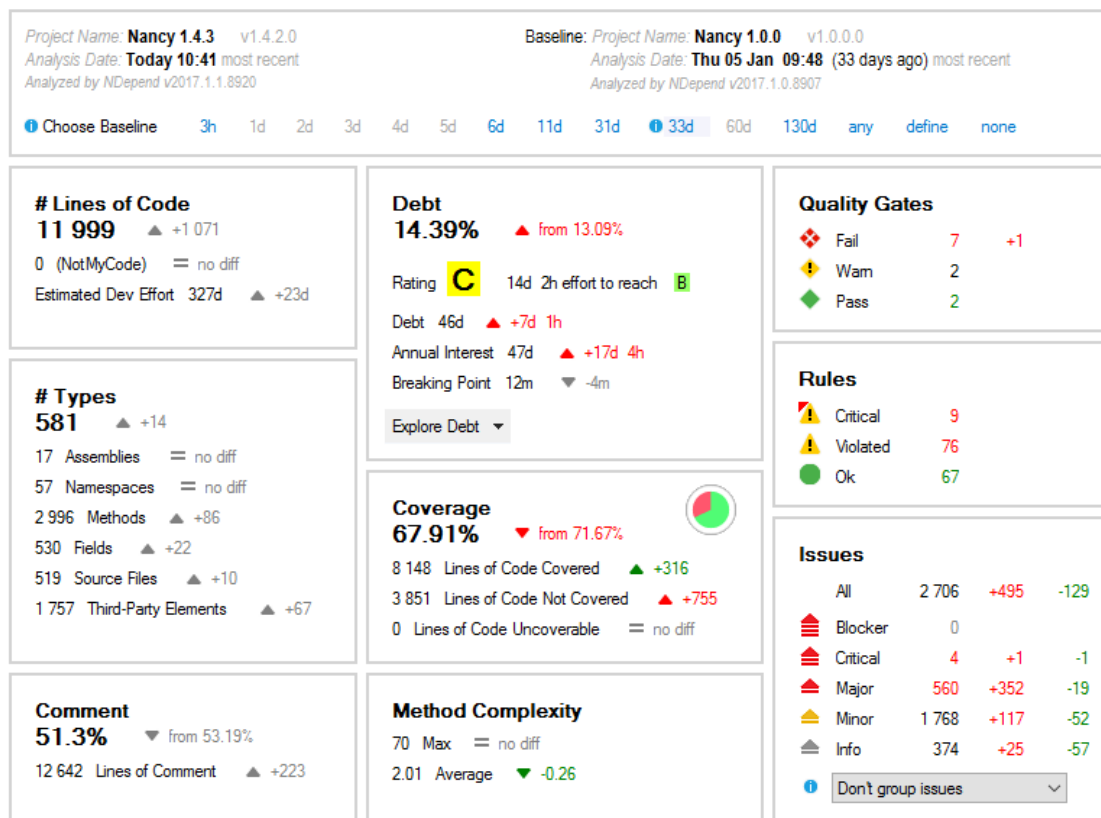 Project Name: Nancy 1.4.3 v1.4.2.0
Analysis Date: Today 10:41 most recent
Analyzed by NDepend v2017.1.1.8920
Baseline: Project Name: Nancy 1.0.0 v1.0.0.0
Analysis Date: Thu 05 Jan 09:48 (33 days ago) most recent
Analyzed by NDepend v2017.1.0.8907
Choose Baseline 3h 1d 2d 3d 4d 5d 6d 11d 31d 33d 60d 130d any define none
# Lines of Code
11 999 +1 071
0 (NotMyCode) no diff
Estimated Dev Effort 327d +23d
# Types
581 +14
17 Assemblies no diff
57 Namespaces no diff
2 996 Methods +86
530 Fields +22
519 Source Files +10
1 757 Third-Party Elements +67
Comment
51.3% from 53.19%
12 642 Lines of Comment +223
Debt
14.39% from 13.09%
Rating C 14d 2h effort to reach B
Debt 46d +7d 1h
Annual Interest 47d +17d 4h
Breaking Point 12m -4m
Explore Debt
Coverage
67.91% from 71.67%
8 148 Lines of Code Covered +316
3 851 Lines of Code Not Covered +755
0 Lines of Code Uncoverable no diff
Method Complexity
70 Max no diff
2.01 Average -0.26
Quality Gates
Fail 7 +1
Warn 2
Pass 2
Rules
Critical 9
Violated 76
Ok 67
Issues
All 2 706 +495 -129
Blocker 0
Critical 4 +1 -1
Major 560 +352 -19
Minor 1 768 +117 -52
Info 374 +25 -57
Don't group issues